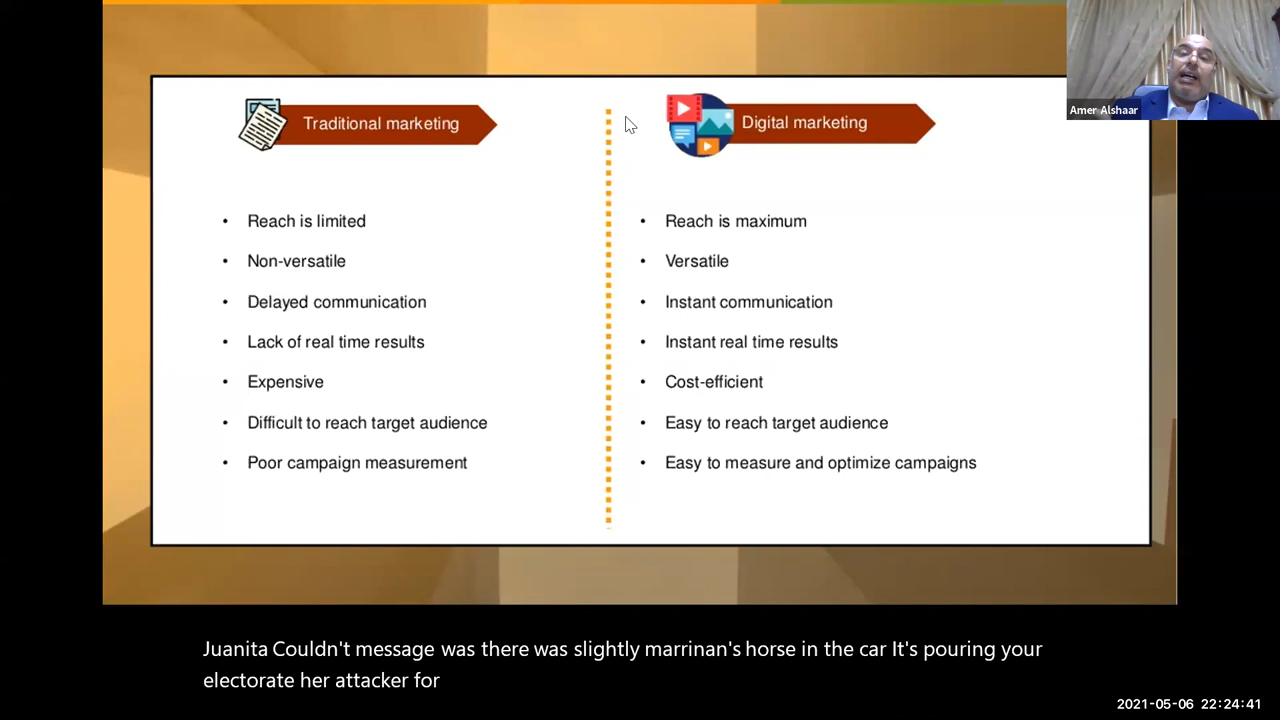 Traditional marketing
Digital marketing
Amer Alshaar
• Reach is limited
• Non-versatile
• Delayed communication
• Lack of real time results
• Expensive
• Difficult to reach target audience
• Poor campaign measurement
• Reach is maximum
• Versatile
• Instant communication
• Instant real time results
• Cost-efficient
• Easy to reach target audience
• Easy to measure and optimize campaigns
Juanita Couldn't message was there was slightly marrinan's horse in the car It's pouring your
electorate her attacker for
2021-05-06 22:24:41